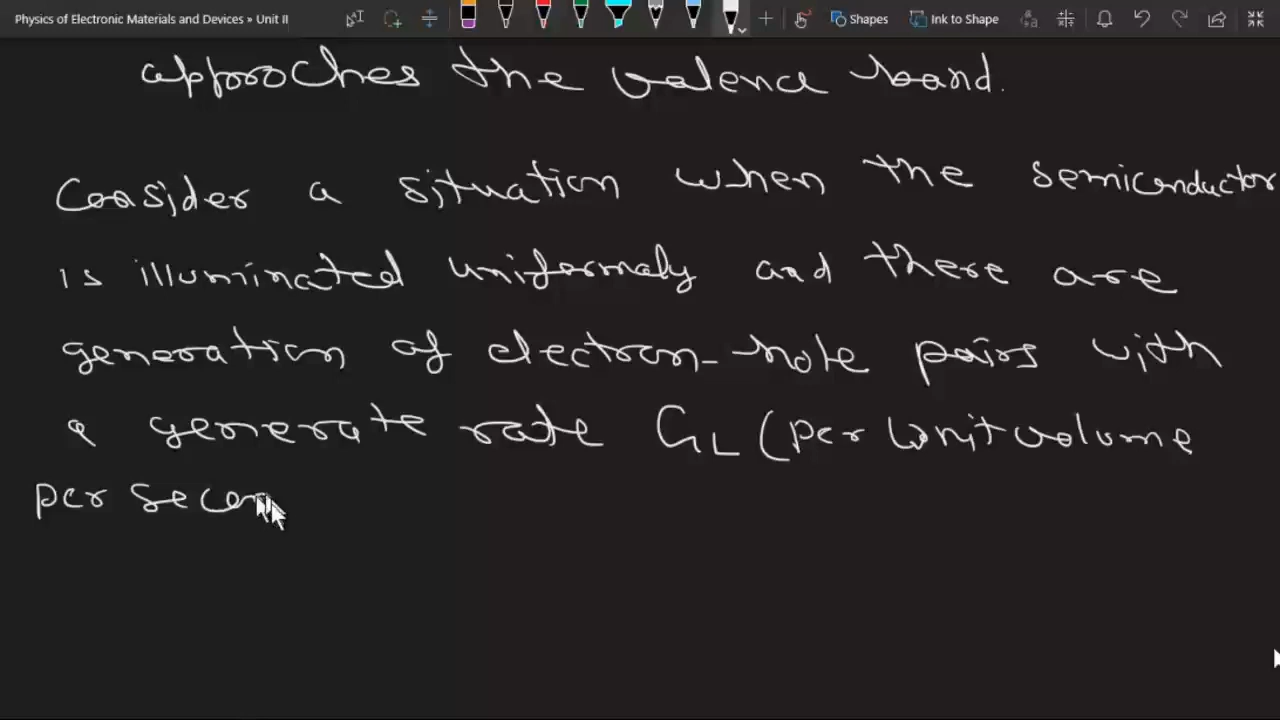 Physics of Electronic Materials and Devices » Unit II
Shapes
Ink to Shape
approches the valence band.
Consider a situation when the semiconductor
is illuminated uniformaly and there are
generation of electron-hole pairs with
a generate rate GL (per unit volume
per secon